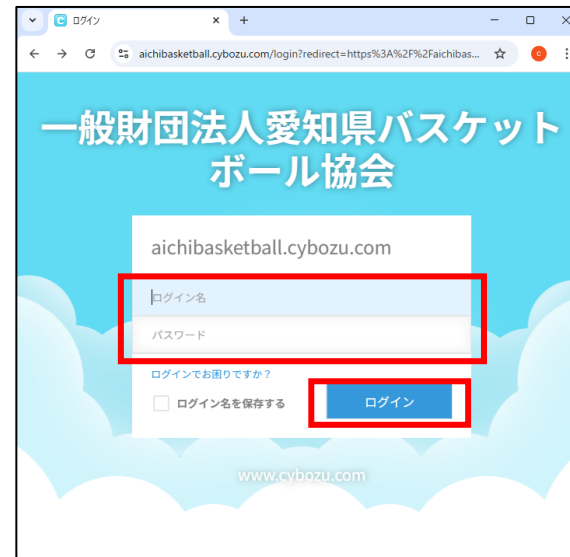 ログイン
aichibasketball.cybozu.com/login?redirect=https%3A%2F%2Faichibas...
C
一般財団法人愛知県バスケット
ボール協会
aichibasketball.cybozu.com
ログイン名
パスワード
ログインでお困りですか？
ログイン名を保存する
ログイン
www.cybozu.com